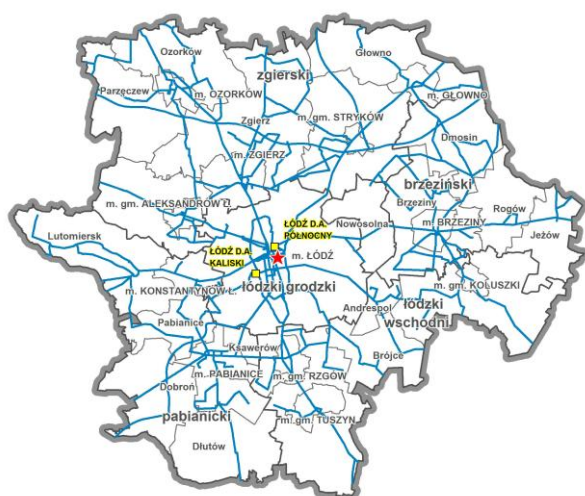 Ozorków
Głowno
zgierski
Parzęczew
m. OZORKÓW
m. GŁOWNO
m. gm. STRYKÓW
Zgierz
Dmosin
m. ZGIERZ
brzeziński
Brzeziny
m. gm. ALEKSANDRÓW Ł.
ŁÓDŹ D.A.
PÓŁNOCNY
Nowosolna
m. BRZEZINY
Rogów
Lutomiersk
Jeżów
ŁÓDŹ D.A.
KALISKI
m. ŁÓDŹ
m. KONSTANTYNÓW Ł.
łódzki grodzki
m. gm. KOLUSZKI
Andrespol
łódzki
wschodni
Pabianice
Ksawerów
Brójce
Dobroń
m. PABIANICE
m. gm. RZGÓW
pabianicki
m. gm. TUSZYN
Dłutów